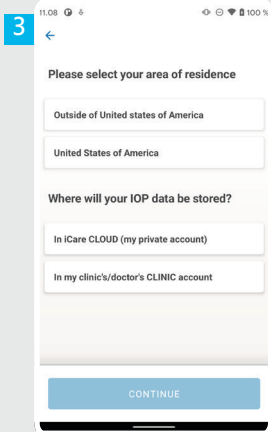 3
11.08 100 %
Please select your area of residence
Outside of United states of America
United States of America
Where will your IOP data be stored?
In iCare CLOUD (my private account)
In my clinic's/doctor's CLINIC account
CONTINUE